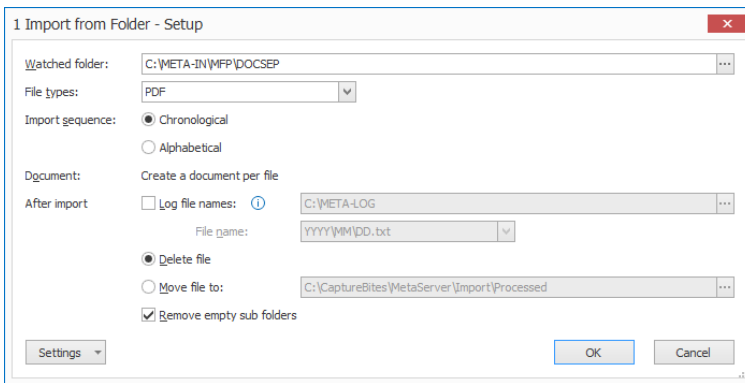 1 Import from Folder - Setup
Watched folder: C:\META-IN\MFP\DOCSEP ...
File types: PDF
Import sequence: Chronological
Alphabetical
Document: Create a document per file
After import Log file names: C:\META-LOG ...
File name: YYYY\MM\DD.txt
Delete file
Move file to: C:\CaptureBites\MetaServer\Import\Processed ...
Remove empty sub folders
Settings OK Cancel